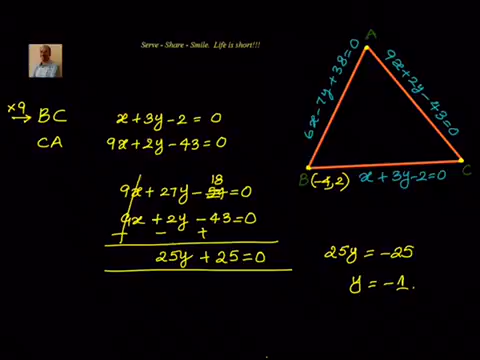 Serve - Share - Smile. Life is short!!!
A
6x - 7y + 38 = 0
9x + 2y - 43 = 0
×9
→ BC x + 3y - 2 = 0
CA 9x + 2y - 43 = 0
B (-4, 2) x + 3y - 2 = 0 C
18
9x + 27y - 54 = 0
9x + 2y - 43 = 0
- - +
25y + 25 = 0
25y = -25
y = -1.